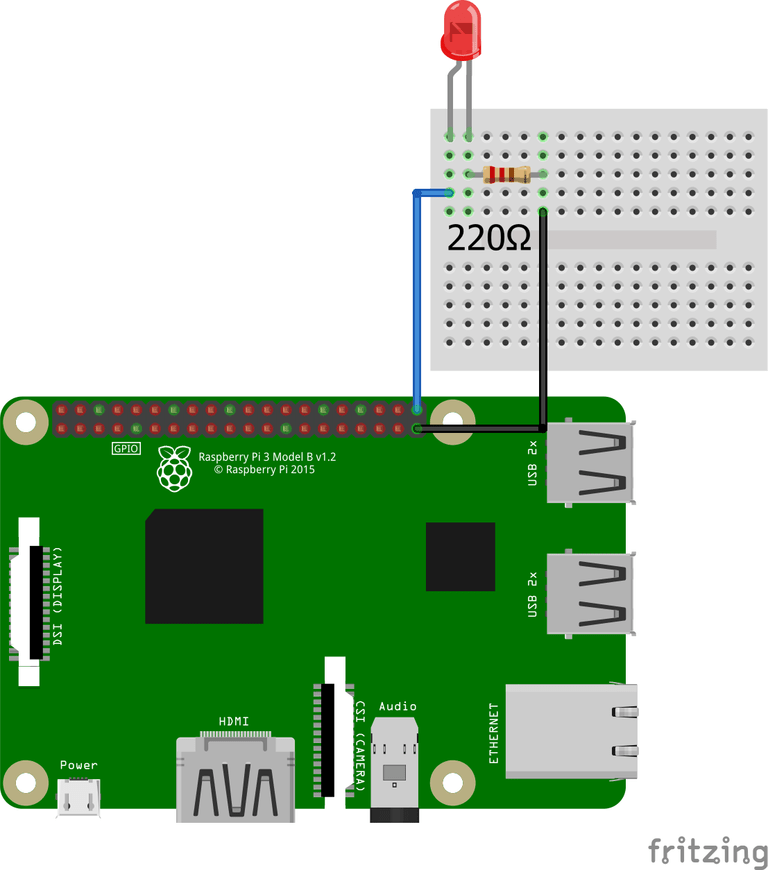 220Ω
GPIO
Raspberry Pi 3 Model B v1.2
© Raspberry Pi 2015
USB 2x
DSI (DISPLAY)
USB 2x
CSI (CAMERA)
Audio
ETHERNET
HDMI
Power
fritzing